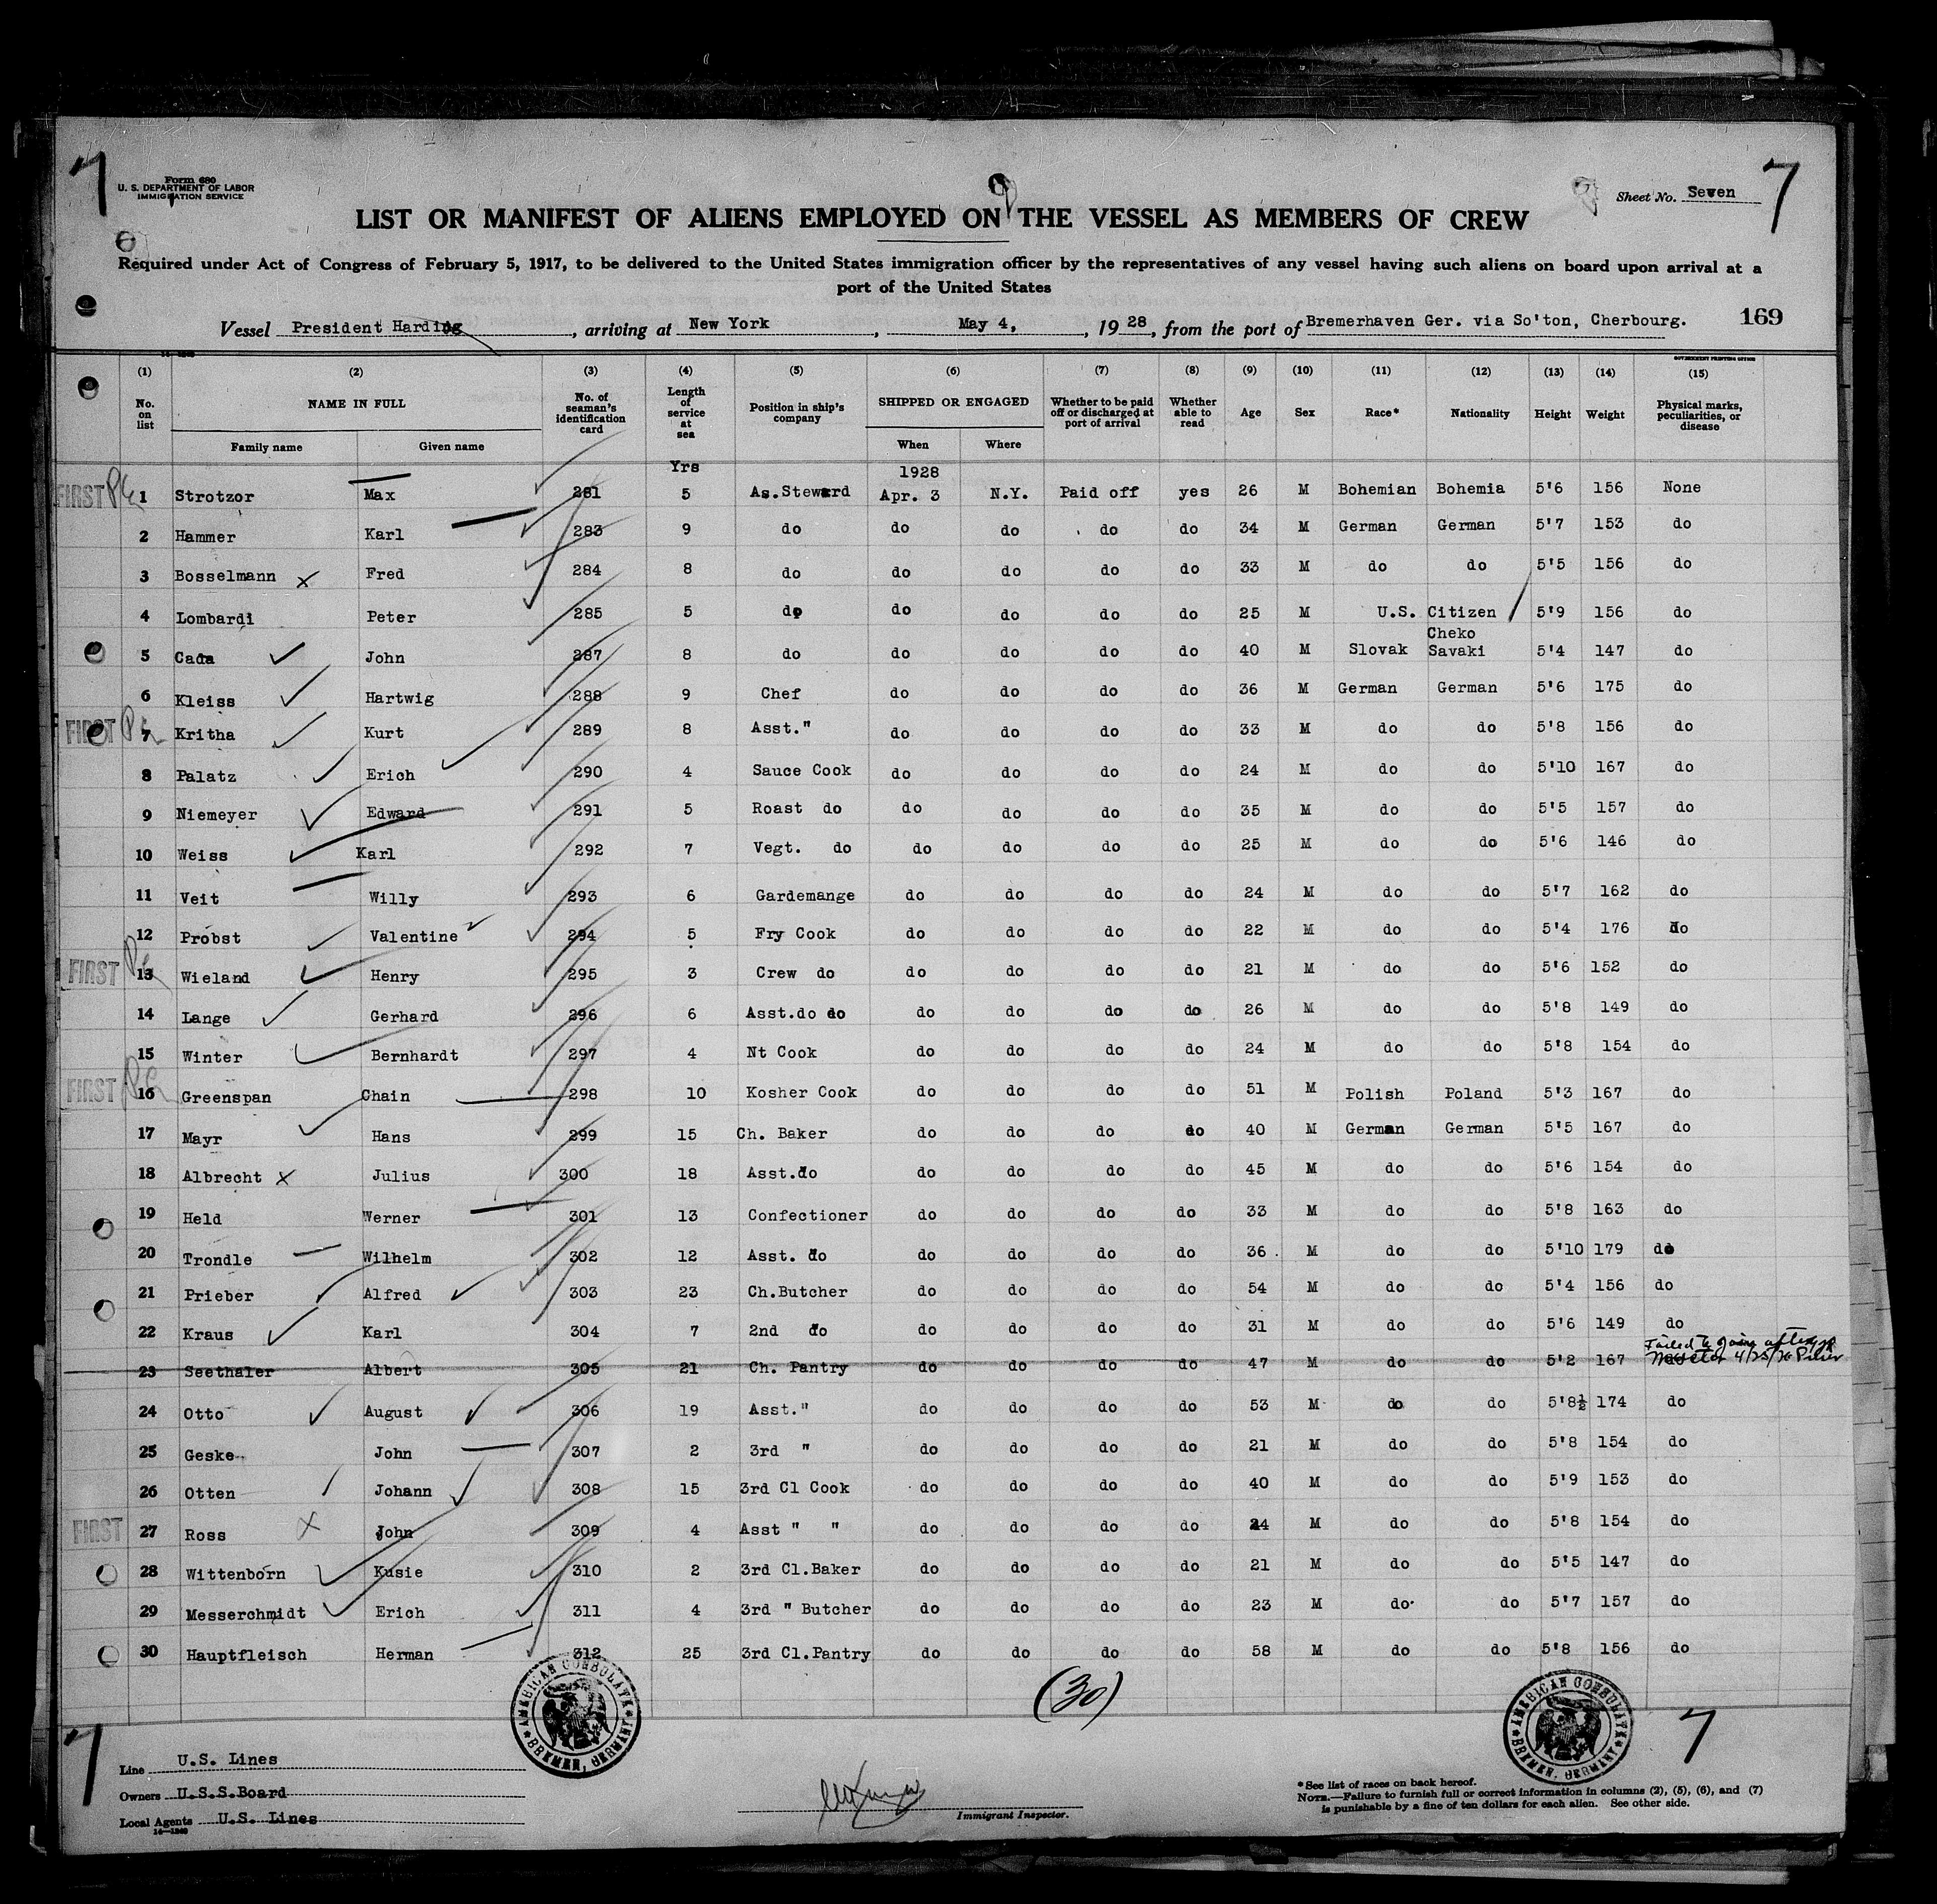 7
Form 680
U. S. DEPARTMENT OF LABOR
IMMIGRATION SERVICE
Sheet No. Seven
7
LIST OR MANIFEST OF ALIENS EMPLOYED ON THE VESSEL AS MEMBERS OF CREW
Required under Act of Congress of February 5, 1917, to be delivered to the United States immigration officer by the representatives of any vessel having such aliens on board upon arrival at a
port of the United States
Vessel President Harding, arriving at New York, May 4, 1928, from the port of Bremerhaven Ger. via So'ton, Cherbourg. 169
GOVERNMENT PRINTING OFFICE
(1) (2) (3) (4) (5) (6) (7) (8) (9) (10) (11) (12) (13) (14) (15)
No. on list NAME IN FULL No. of seaman's identification card Length of service at sea Position in ship's company SHIPPED OR ENGAGED Whether to be paid off or discharged at port of arrival Whether able to read Age Sex Race* Nationality Height Weight Physical marks, peculiarities, or disease
Family name Given name When Where
Yrs 1928
FIRST 1 Strotzor Max 281 5 As.Steward Apr. 3 N.Y. Paid off yes 26 M Bohemian Bohemia 5'6 156 None
2 Hammer Karl 283 9 do do do do do 34 M German German 5'7 153 do
3 Bosselmann x Fred 284 8 do do do do do 33 M do do 5'5 156 do
4 Lombardi Peter 285 5 do do do do do 25 M U.S. Citizen 5'9 156 do
5 Cada John 287 8 do do do do do 40 M Slovak Cheko Savaki 5'4 147 do
6 Kleiss Hartwig 288 9 Chef do do do do 36 M German German 5'6 175 do
FIRST 7 Kritha Kurt 289 8 Asst." do do do do 33 M do do 5'8 156 do
8 Palatz Erich 290 4 Sauce Cook do do do do 24 M do do 5'10 167 do
9 Niemeyer Edward 291 5 Roast do do do do do 35 M do do 5'5 157 do
10 Weiss Karl 292 7 Vegt. do do do do do 25 M do do 5'6 146 do
11 Veit Willy 293 6 Gardemange do do do do 24 M do do 5'7 162 do
12 Probst Valentine 294 5 Fry Cook do do do do 22 M do do 5'4 176 do
FIRST 13 Wieland Henry 295 3 Crew do do do do do 21 M do do 5'6 152 do
14 Lange Gerhard 296 6 Asst.do do do do do do 26 M do do 5'8 149 do
15 Winter Bernhardt 297 4 Nt Cook do do do do 24 M do do 5'8 154 do
FIRST 16 Greenspan Chain 298 10 Kosher Cook do do do do 51 M Polish Poland 5'3 167 do
17 Mayr Hans 299 15 Ch. Baker do do do do 40 M German German 5'5 167 do
18 Albrecht x Julius 300 18 Asst.do do do do do 45 M do do 5'6 154 do
19 Held Werner 301 13 Confectioner do do do do 33 M do do 5'8 163 do
20 Trondle Wilhelm 302 12 Asst. do do do do do 36 M do do 5'10 179 do
21 Prieber Alfred 303 23 Ch.Butcher do do do do 54 M do do 5'4 156 do
22 Kraus Karl 304 7 2nd do do do do do 31 M do do 5'6 149 do
23 Seethaler Albert 305 21 Ch. Pantry do do do do 47 M do do 5'2 167 Failed to join after
24 Otto August 306 19 Asst." do do do do 53 M do do 5'8½ 174 do
25 Geske John 307 2 3rd " do do do do 21 M do do 5'8 154 do
26 Otten Johann 308 15 3rd Cl Cook do do do do 40 M do do 5'9 153 do
FIRST 27 Ross x John 309 4 Asst " " do do do do 24 M do do 5'8 154 do
28 Wittenborn Kusie 310 2 3rd Cl.Baker do do do do 21 M do do 5'5 147 do
29 Messerchmidt Erich 311 4 3rd " Butcher do do do do 23 M do do 5'7 157 do
30 Hauptfleisch Herman 312 25 3rd Cl.Pantry do do do do 58 M do do 5'8 156 do
(30)
AMERICAN CONSULATE BREMEN, GERMANY
AMERICAN CONSULATE BREMEN, GERMANY
7
7
Line U.S. Lines
Owners U.S.S.Board
Local Agents U.S. Lines
14—1240
Immigrant Inspector.
*See list of races on back hereof.
NOTE.—Failure to furnish full or correct information in columns (2), (5), (6), and (7)
is punishable by a fine of ten dollars for each alien. See other side.